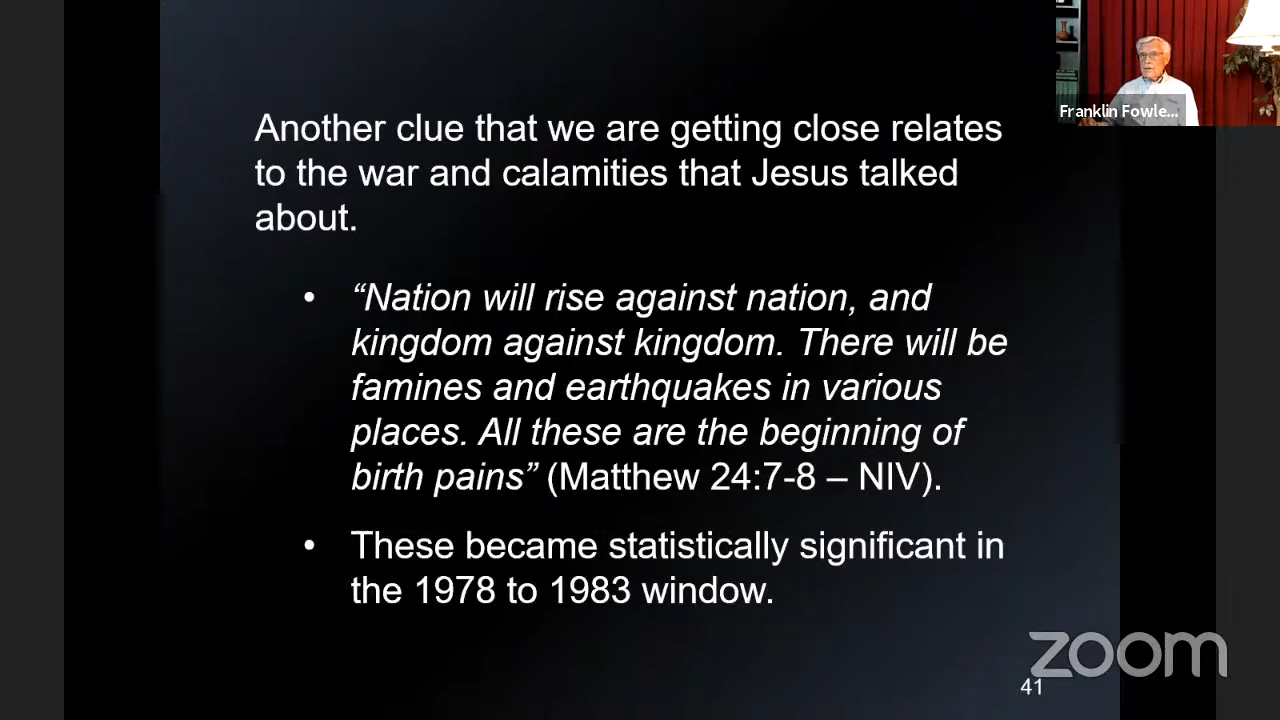 Franklin Fowle...
Another clue that we are getting close relates
to the war and calamities that Jesus talked
about.
• “Nation will rise against nation, and
kingdom against kingdom. There will be
famines and earthquakes in various
places. All these are the beginning of
birth pains” (Matthew 24:7-8 – NIV).
• These became statistically significant in
the 1978 to 1983 window.
zoom
41